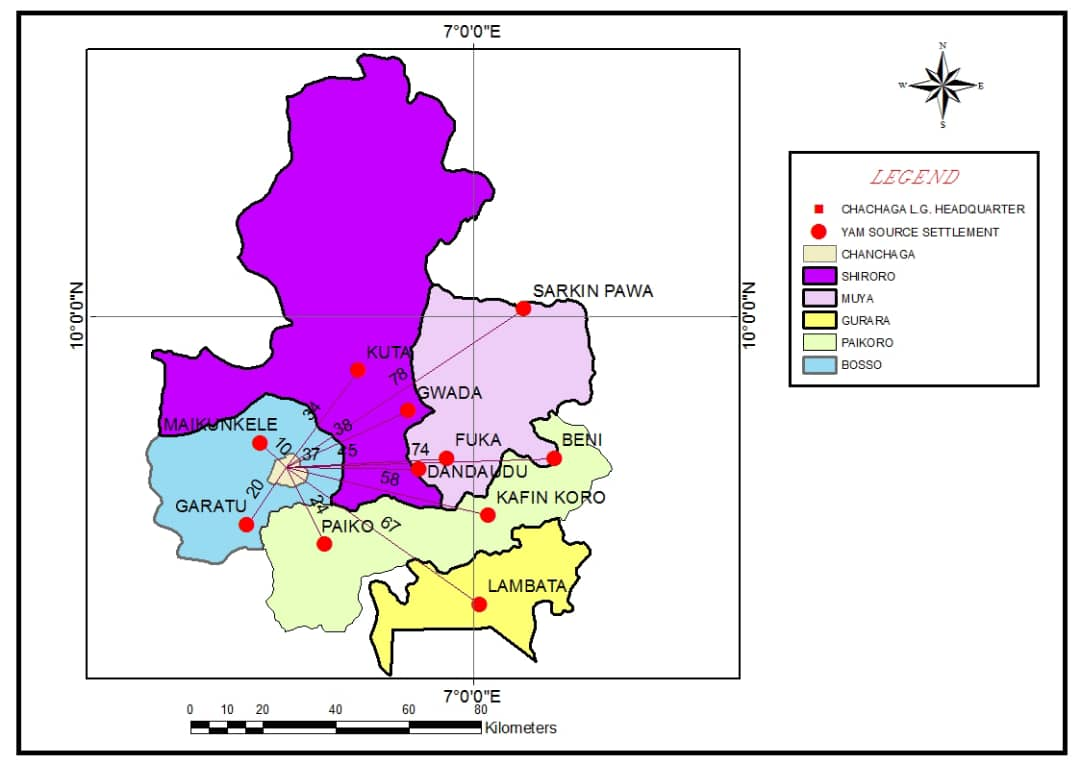 7°0'0"E
N
W
E
S
LEGEND
CHACHAGA L.G. HEADQUARTER
YAM SOURCE SETTLEMENT
CHANCHAGA
SHIRORO
MUYA
GURARA
PAIKORO
BOSSO
10°0'0"N
10°0'0"N
SARKIN PAWA
KUTA
78
GWADA
34
38
MAIKUNKELE
10
37
45
74
FUKA
BENI
DANDAUDU
58
20
KAFIN KORO
GARATU
24
PAIKO
67
LAMBATA
7°0'0"E
0 10 20 40 60 80
Kilometers